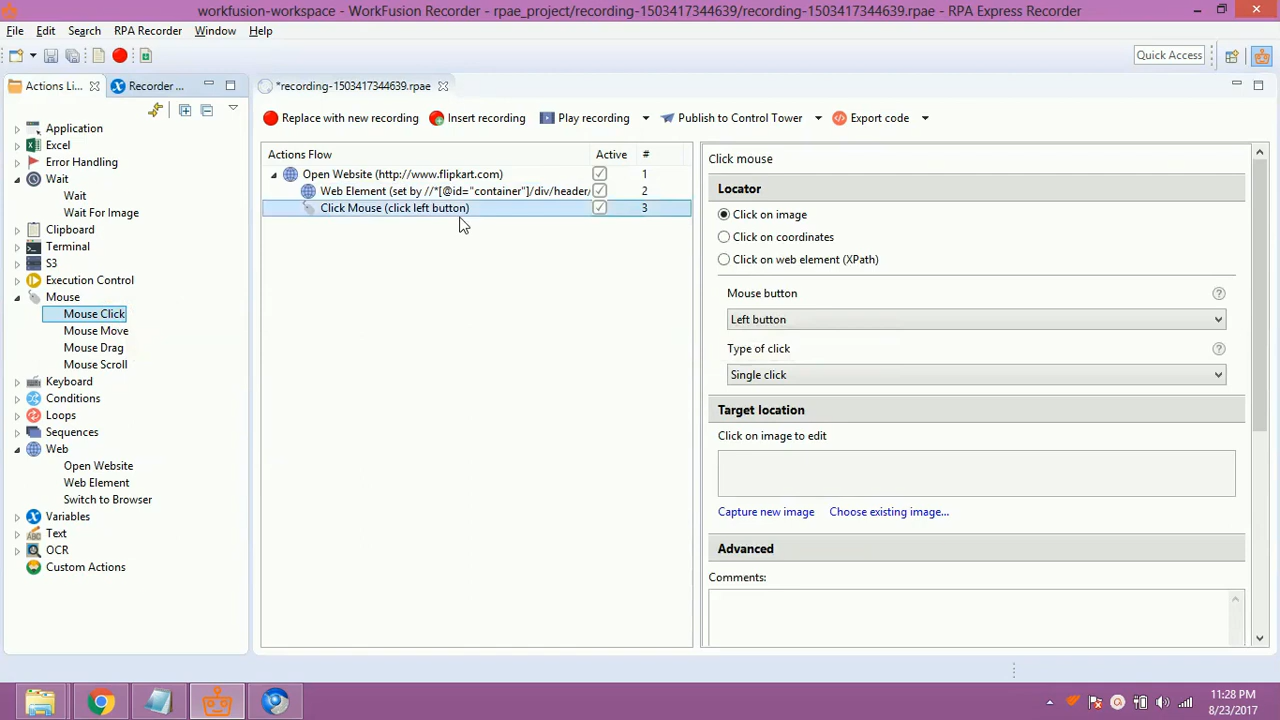 workfusion-workspace - WorkFusion Recorder - rpae_project/recording-1503417344639/recording-1503417344639.rpae - RPA Express Recorder
File Edit Search RPA Recorder Window Help
Quick Access
Actions Li...
Recorder ...
*recording-1503417344639.rpae
Replace with new recording
Insert recording
Play recording
Publish to Control Tower
Export code
Application
Excel
Error Handling
Wait
Wait
Wait For Image
Clipboard
Terminal
S3
Execution Control
Mouse
Mouse Click
Mouse Move
Mouse Drag
Mouse Scroll
Keyboard
Conditions
Loops
Sequences
Web
Open Website
Web Element
Switch to Browser
Variables
Text
OCR
Custom Actions
Actions Flow Active #
Open Website (http://www.flipkart.com) 1
Web Element (set by //*[@id="container"]/div/header/ 2
Click Mouse (click left button) 3
Click mouse
Locator
Click on image
Click on coordinates
Click on web element (XPath)
Mouse button
Left button
Type of click
Single click
Target location
Click on image to edit
Capture new image Choose existing image...
Advanced
Comments:
11:28 PM
8/23/2017